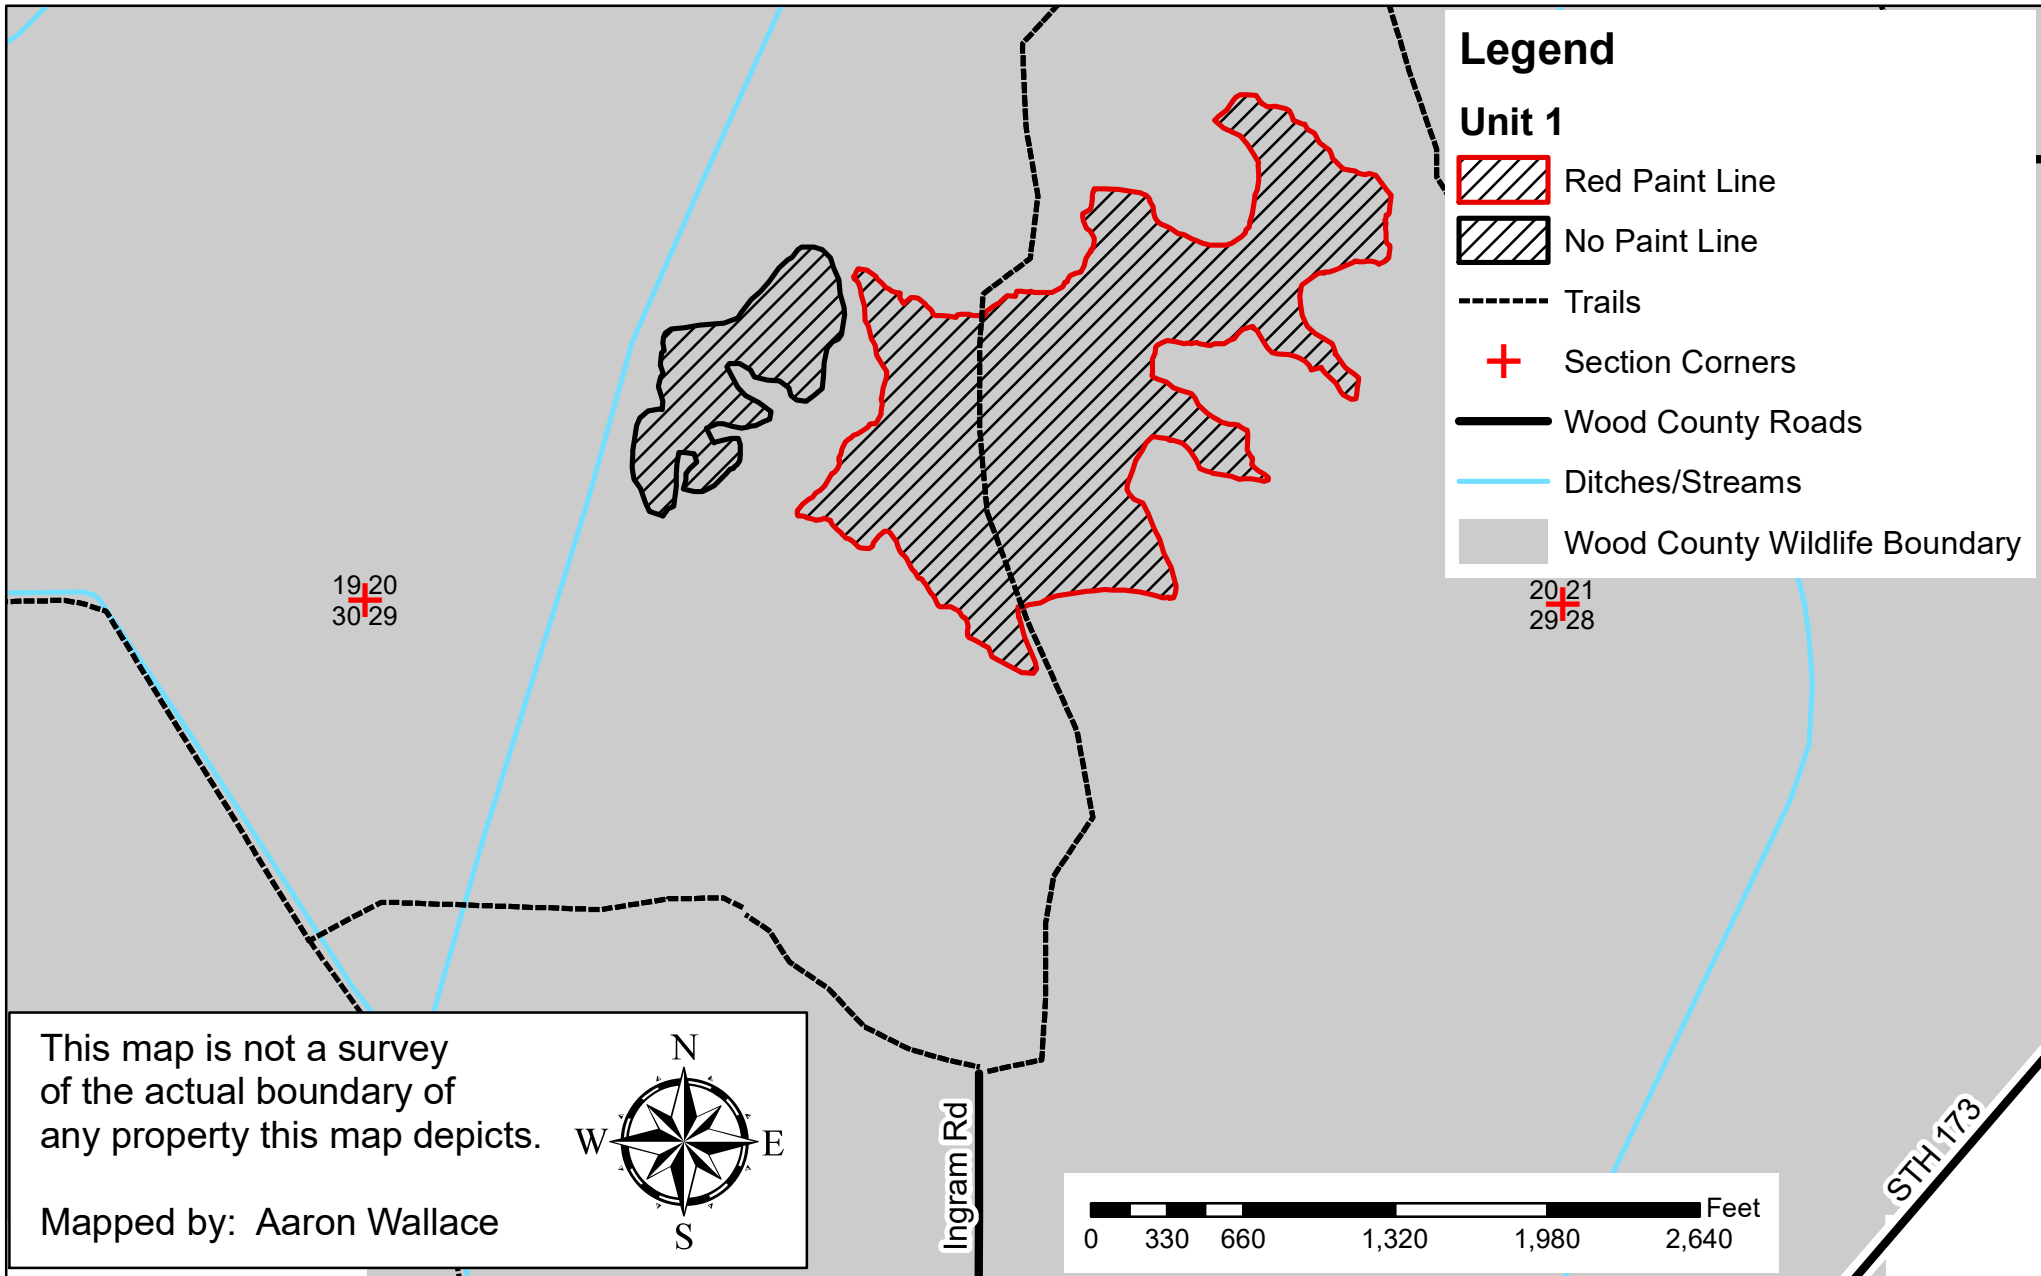 Legend
Unit 1
Red Paint Line
No Paint Line
Trails
Section Corners
Wood County Roads
Ditches/Streams
Wood County Wildlife Boundary
19 20
30 29
20 21
29 28
This map is not a survey
of the actual boundary of
any property this map depicts.
Mapped by: Aaron Wallace
N
W E
S
Ingram Rd
STH 173
Feet
0 330 660 1,320 1,980 2,640